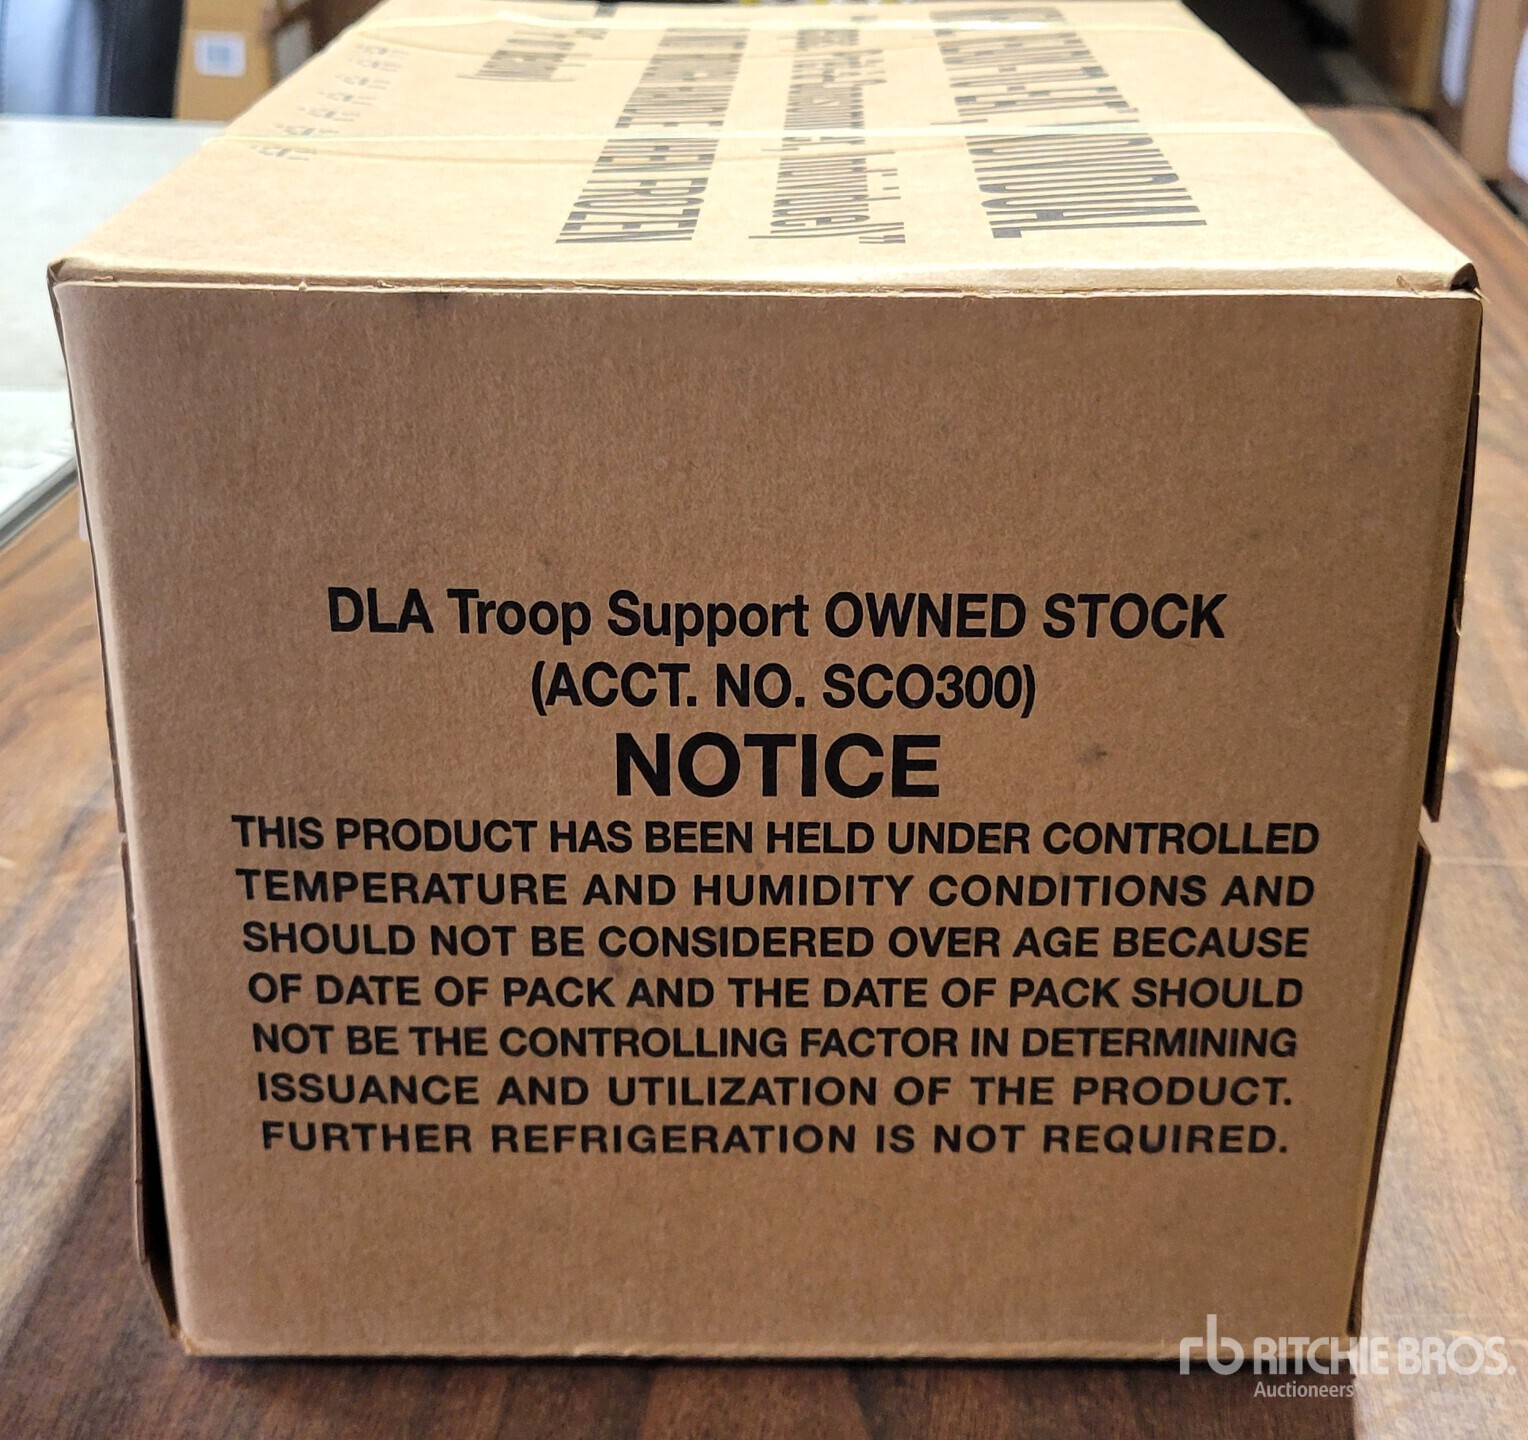 HANDLE WHEN FROZEN
DLA Troop Support OWNED STOCK
(ACCT. NO. SCO300)
NOTICE
THIS PRODUCT HAS BEEN HELD UNDER CONTROLLED
TEMPERATURE AND HUMIDITY CONDITIONS AND
SHOULD NOT BE CONSIDERED OVER AGE BECAUSE
OF DATE OF PACK AND THE DATE OF PACK SHOULD
NOT BE THE CONTROLLING FACTOR IN DETERMINING
ISSUANCE AND UTILIZATION OF THE PRODUCT.
FURTHER REFRIGERATION IS NOT REQUIRED.
rb RITCHIE BROS.
Auctioneers